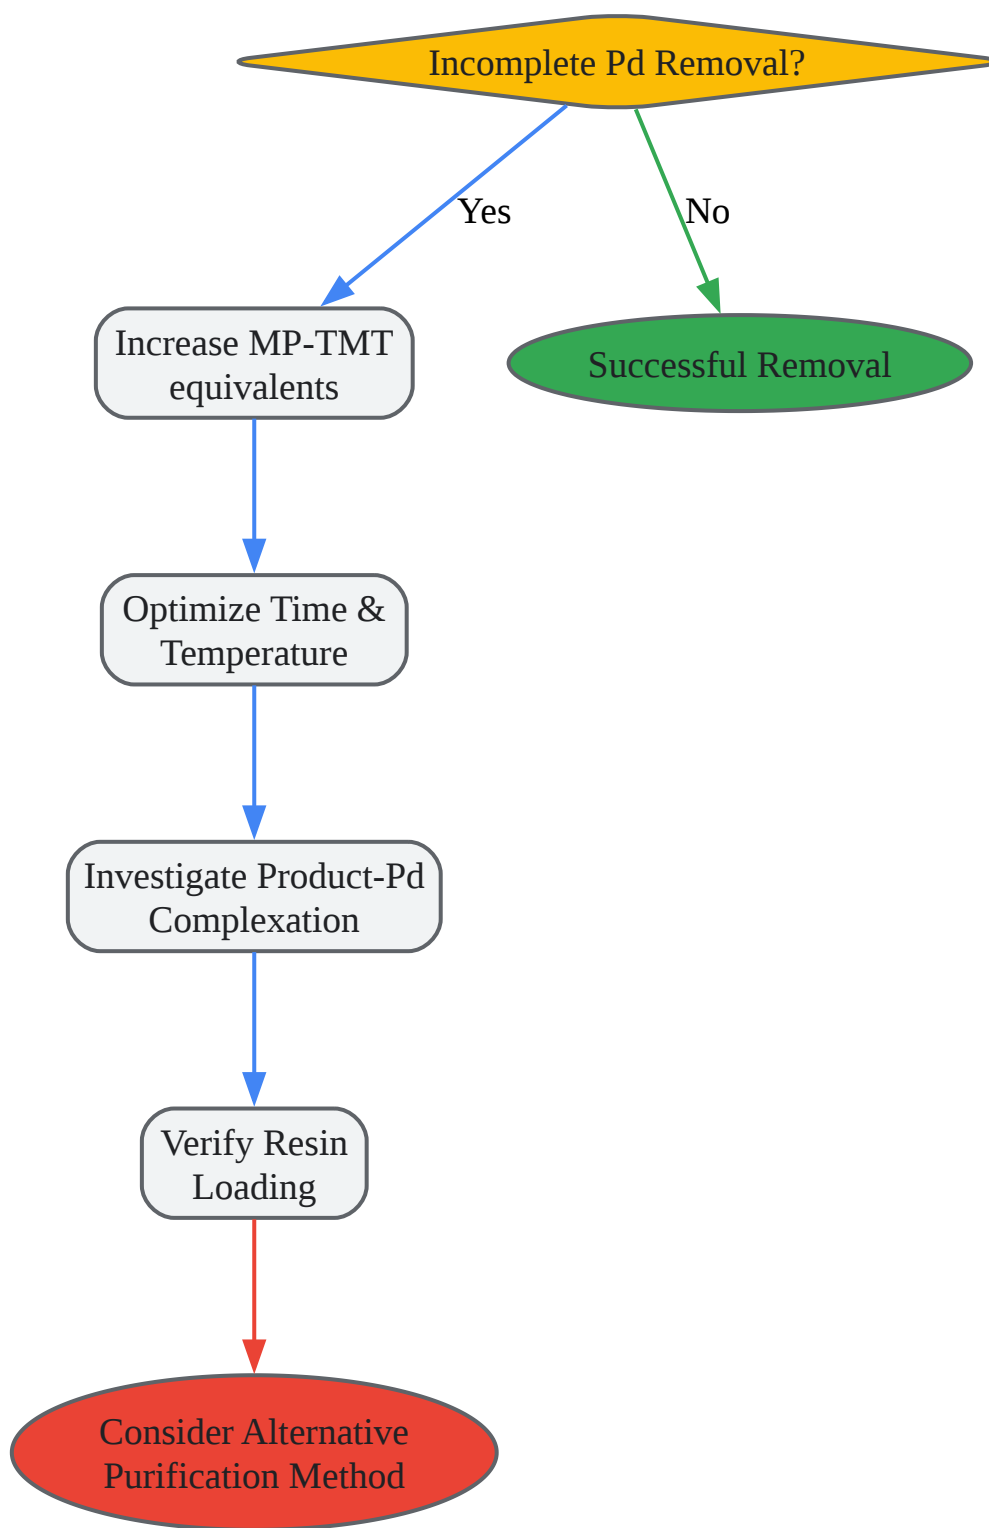 Incomplete Pd Removal?
Yes
No
Increase MP-TMT
equivalents
Successful Removal
Optimize Time &
Temperature
Investigate Product-Pd
Complexation
Verify Resin
Loading
Consider Alternative
Purification Method